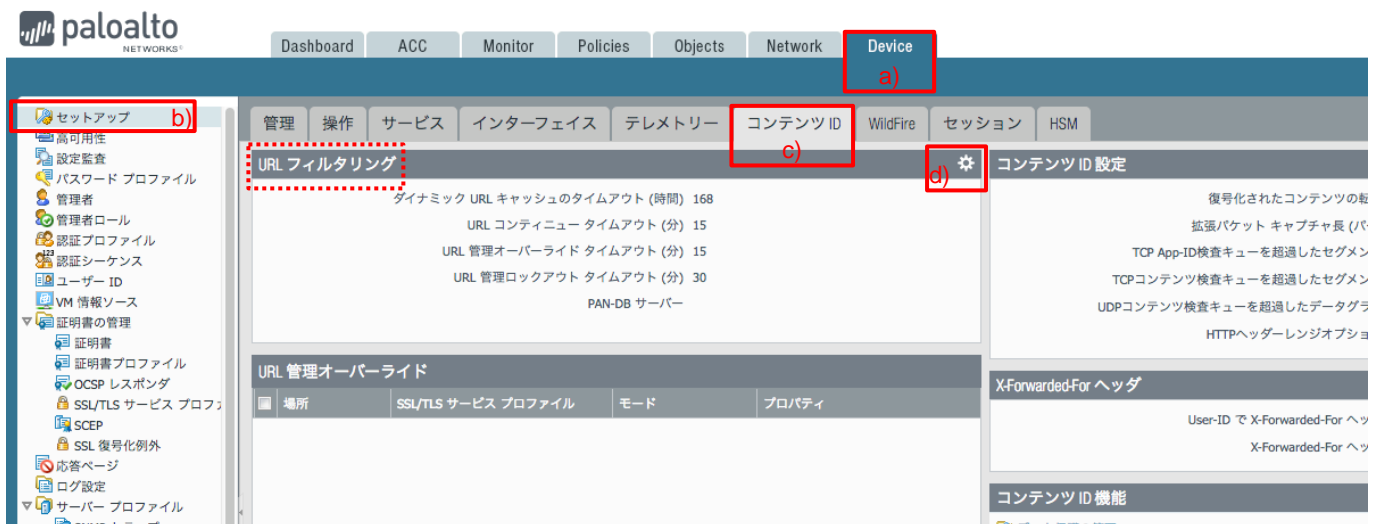 paloalto
NETWORKS
Dashboard ACC Monitor Policies Objects Network Device
a)
セットアップ b)
高可用性
設定監査
パスワード プロファイル
管理者
管理者ロール
認証プロファイル
認証シーケンス
ユーザー ID
VM 情報ソース
証明書の管理
証明書
証明書プロファイル
OCSP レスポンダ
SSL/TLS サービス プロファ
SCEP
SSL 復号化例外
応答ページ
ログ設定
サーバー プロファイル
管理 操作 サービス インターフェイス テレメトリー コンテンツ ID WildFire セッション HSM
c)
URL フィルタリング
d)
ダイナミック URL キャッシュのタイムアウト (時間) 168
URL コンティニュー タイムアウト (分) 15
URL 管理オーバーライド タイムアウト (分) 15
URL 管理ロックアウト タイムアウト (分) 30
PAN-DB サーバー
URL 管理オーバーライド
場所 SSL/TLS サービス プロファイル モード プロパティ
コンテンツ ID 設定
復号化されたコンテンツの転
拡張パケット キャプチャ長 (パ
TCP App-ID検査キューを超過したセグメン
TCPコンテンツ検査キューを超過したセグメン
UDPコンテンツ検査キューを超過したデータグラ
HTTPヘッダーレンジオプショ
X-Forwarded-For ヘッダ
User-ID で X-Forwarded-For ヘッ
X-Forwarded-For ヘッ
コンテンツ ID 機能